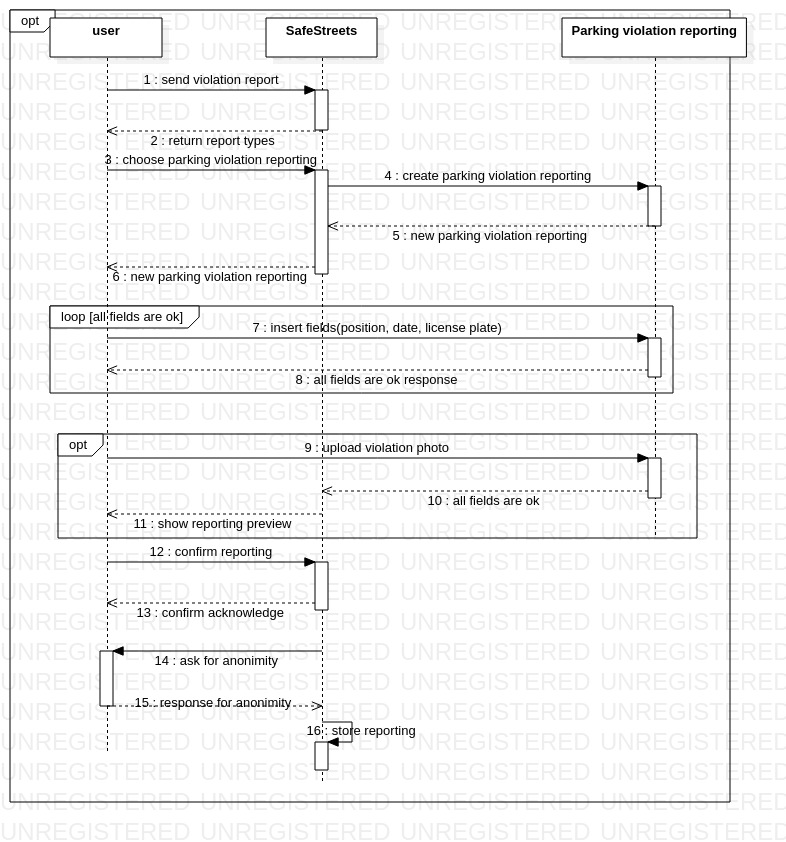 opt
user
SafeStreets
Parking violation reporting
1 : send violation report
2 : return report types
3 : choose parking violation reporting
4 : create parking violation reporting
5 : new parking violation reporting
6 : new parking violation reporting
loop [all fields are ok]
7 : insert fields(position, date, license plate)
8 : all fields are ok response
opt
9 : upload violation photo
10 : all fields are ok
11 : show reporting preview
12 : confirm reporting
13 : confirm acknowledge
14 : ask for anonimity
15 : response for anonimity
16 : store reporting
UNREGISTERED